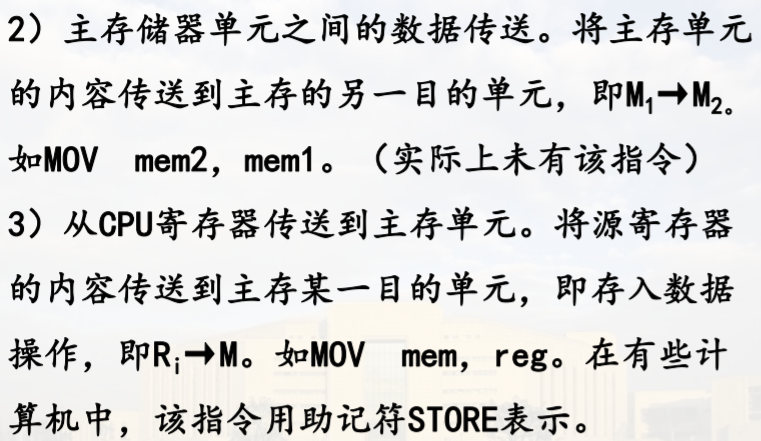 2）主存储器单元之间的数据传送。将主存单元
的内容传送到主存的另一目的单元，即M₁→M₂。
如MOV mem2，mem1。（实际上未有该指令）
3）从CPU寄存器传送到主存单元。将源寄存器
的内容传送到主存某一目的单元，即存入数据
操作，即Rᵢ→M。如MOV mem，reg。在有些计
算机中，该指令用助记符STORE表示。